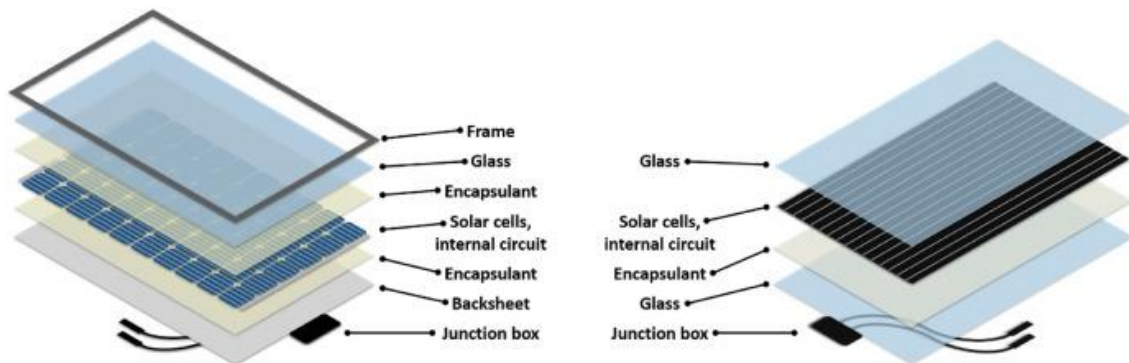 Frame
Glass
Encapsulant
Solar cells,
internal circuit
Encapsulant
Backsheet
Junction box
Glass
Solar cells,
internal circuit
Encapsulant
Glass
Junction box